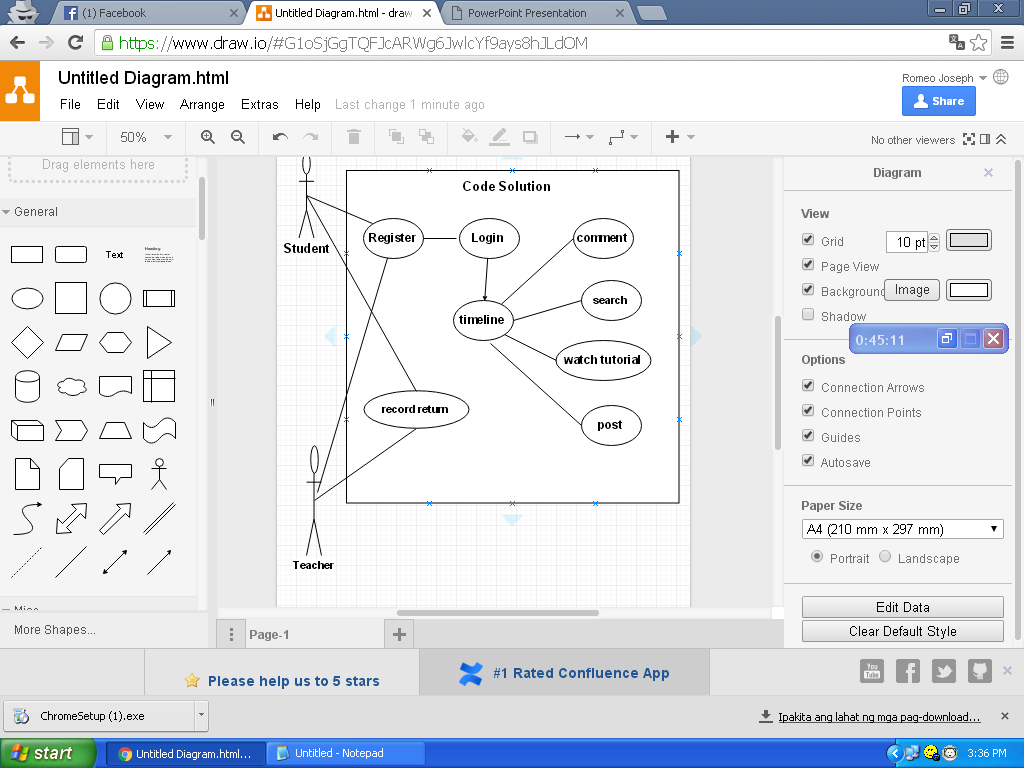 (1) Facebook
Untitled Diagram.html - draw
PowerPoint Presentation
https://www.draw.io/#G1oSjGgTQFJcARWg6JwlcYf9ays8hJLdOM
Untitled Diagram.html
Romeo Joseph
File Edit View Arrange Extras Help Last change 1 minute ago
Share
50%
No other viewers
Drag elements here
General
Text
Heading
Misc
More Shapes...
Code Solution
Student
Register
Login
comment
search
timeline
watch tutorial
record return
post
Teacher
Page-1
Diagram
View
Grid
10 pt
Page View
Background
Image
Shadow
0:45:11
Options
Connection Arrows
Connection Points
Guides
Autosave
Paper Size
A4 (210 mm x 297 mm)
Portrait
Landscape
Edit Data
Clear Default Style
Please help us to 5 stars
#1 Rated Confluence App
You Tube
ChromeSetup (1).exe
Ipakita ang lahat ng mga pag-download...
start
Untitled Diagram.html...
Untitled - Notepad
3:36 PM